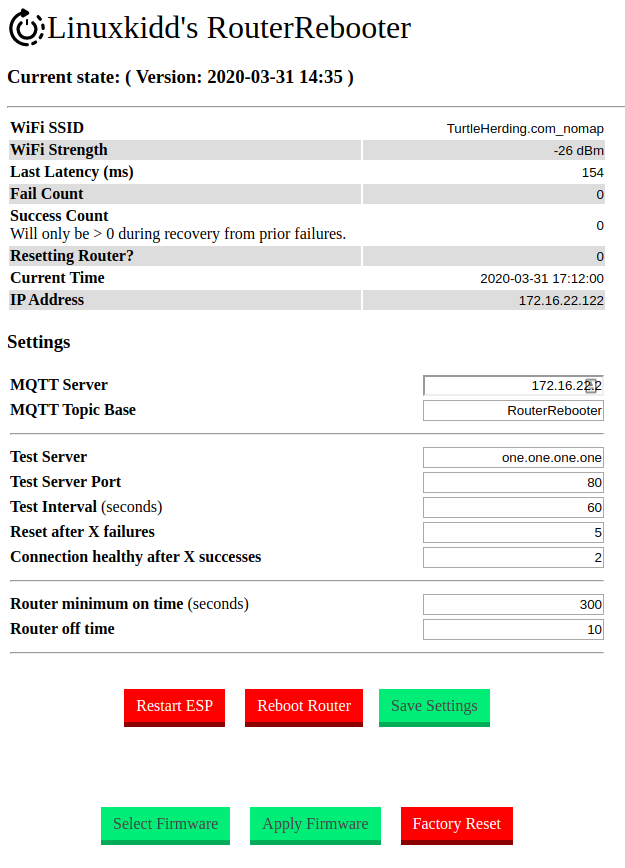 Linuxkidd's RouterRebooter
Current state: ( Version: 2020-03-31 14:35 )
WiFi SSID TurtleHerding.com_nomap
WiFi Strength -26 dBm
Last Latency (ms) 154
Fail Count 0
Success Count
Will only be > 0 during recovery from prior failures. 0
Resetting Router? 0
Current Time 2020-03-31 17:12:00
IP Address 172.16.22.122
Settings
MQTT Server 172.16.22.2
MQTT Topic Base RouterRebooter
Test Server one.one.one.one
Test Server Port 80
Test Interval (seconds) 60
Reset after X failures 5
Connection healthy after X successes 2
Router minimum on time (seconds) 300
Router off time 10
Restart ESP Reboot Router Save Settings
Select Firmware Apply Firmware Factory Reset